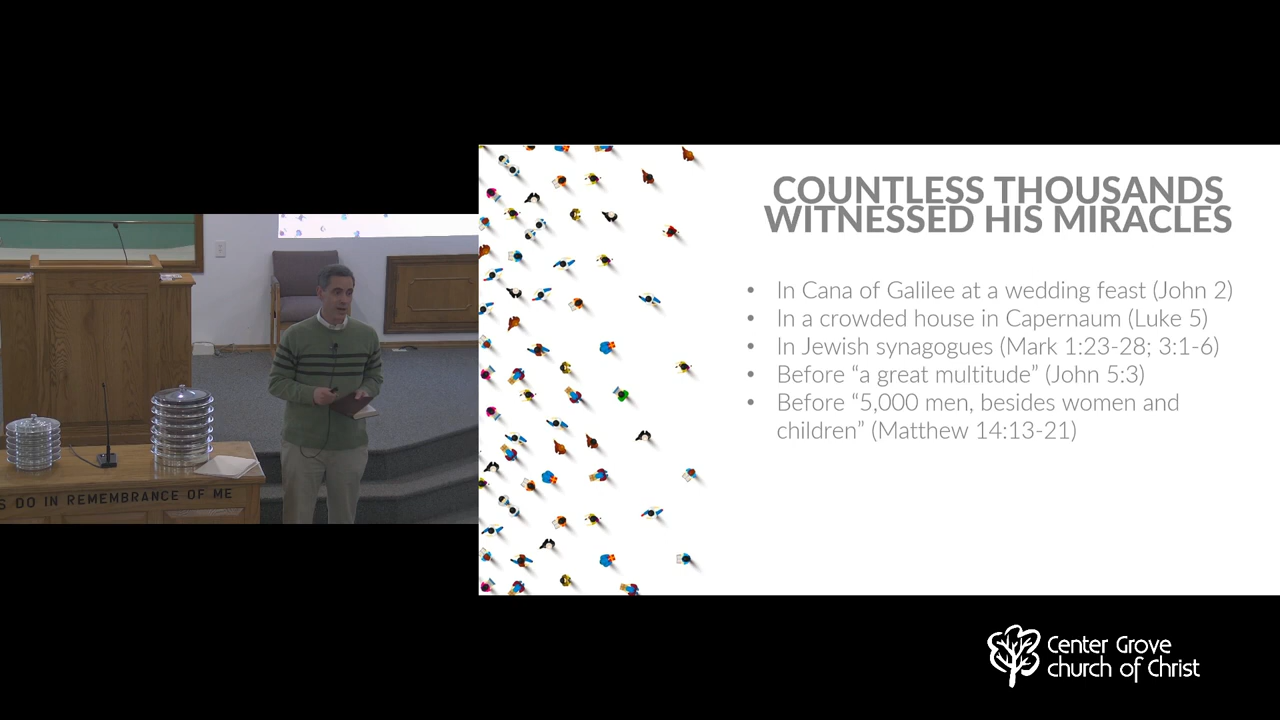 COUNTLESS THOUSANDS
WITNESSED HIS MIRACLES
• In Cana of Galilee at a wedding feast (John 2)
• In a crowded house in Capernaum (Luke 5)
• In Jewish synagogues (Mark 1:23-28; 3:1-6)
• Before “a great multitude” (John 5:3)
• Before “5,000 men, besides women and
children” (Matthew 14:13-21)
S DO IN REMEMBRANCE OF ME
Center Grove
church of Christ